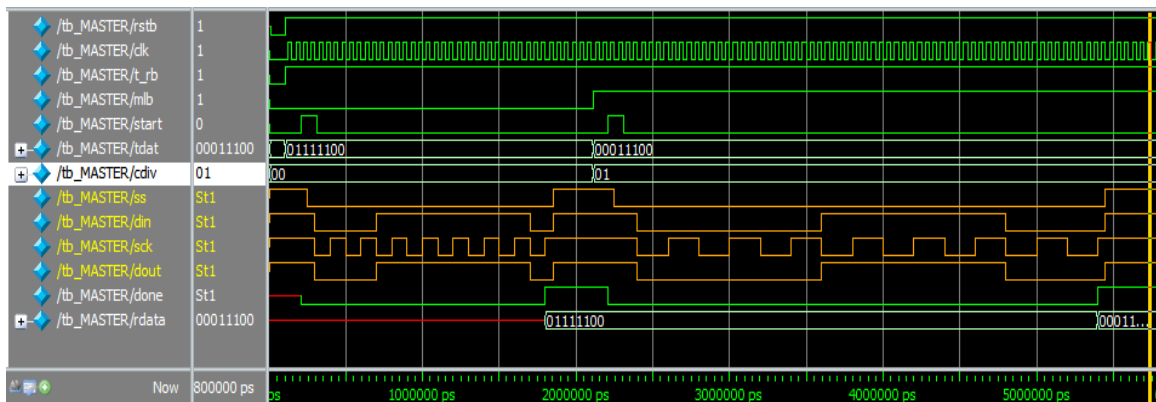 /tb_MASTER/rstb 1
/tb_MASTER/clk 1
/tb_MASTER/t_rb 1
/tb_MASTER/mlb 1
/tb_MASTER/start 0
/tb_MASTER/tdat 00011100 01111100 00011100
/tb_MASTER/cdiv 01 00 01
/tb_MASTER/ss St1
/tb_MASTER/din St1
/tb_MASTER/sck St1
/tb_MASTER/dout St1
/tb_MASTER/done St1
/tb_MASTER/rdata 00011100 01111100 00011...
Now 800000 ps ps 1000000 ps 2000000 ps 3000000 ps 4000000 ps 5000000 ps